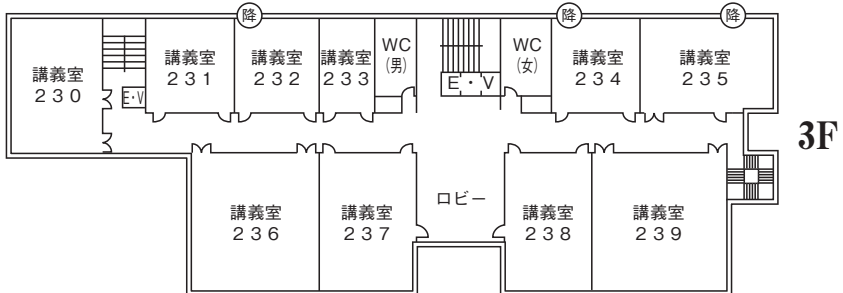 降
降
降
講義室
２３０
E・V
講義室
２３１
講義室
２３２
講義室
２３３
WC
(男)
E・V
WC
(女)
講義室
２３４
講義室
２３５
3F
講義室
２３６
講義室
２３７
ロビー
講義室
２３８
講義室
２３９